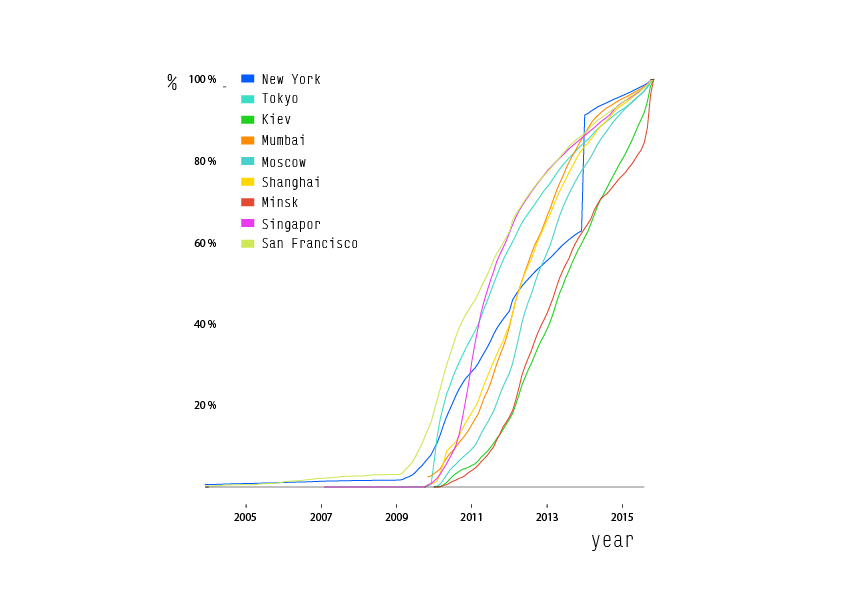 %
100 %
New York
Tokyo
Kiev
Mumbai
80 %
Moscow
Shanghai
Minsk
Singapor
60 %
San Francisco
40 %
20 %
2005 2007 2009 2011 2013 2015
year